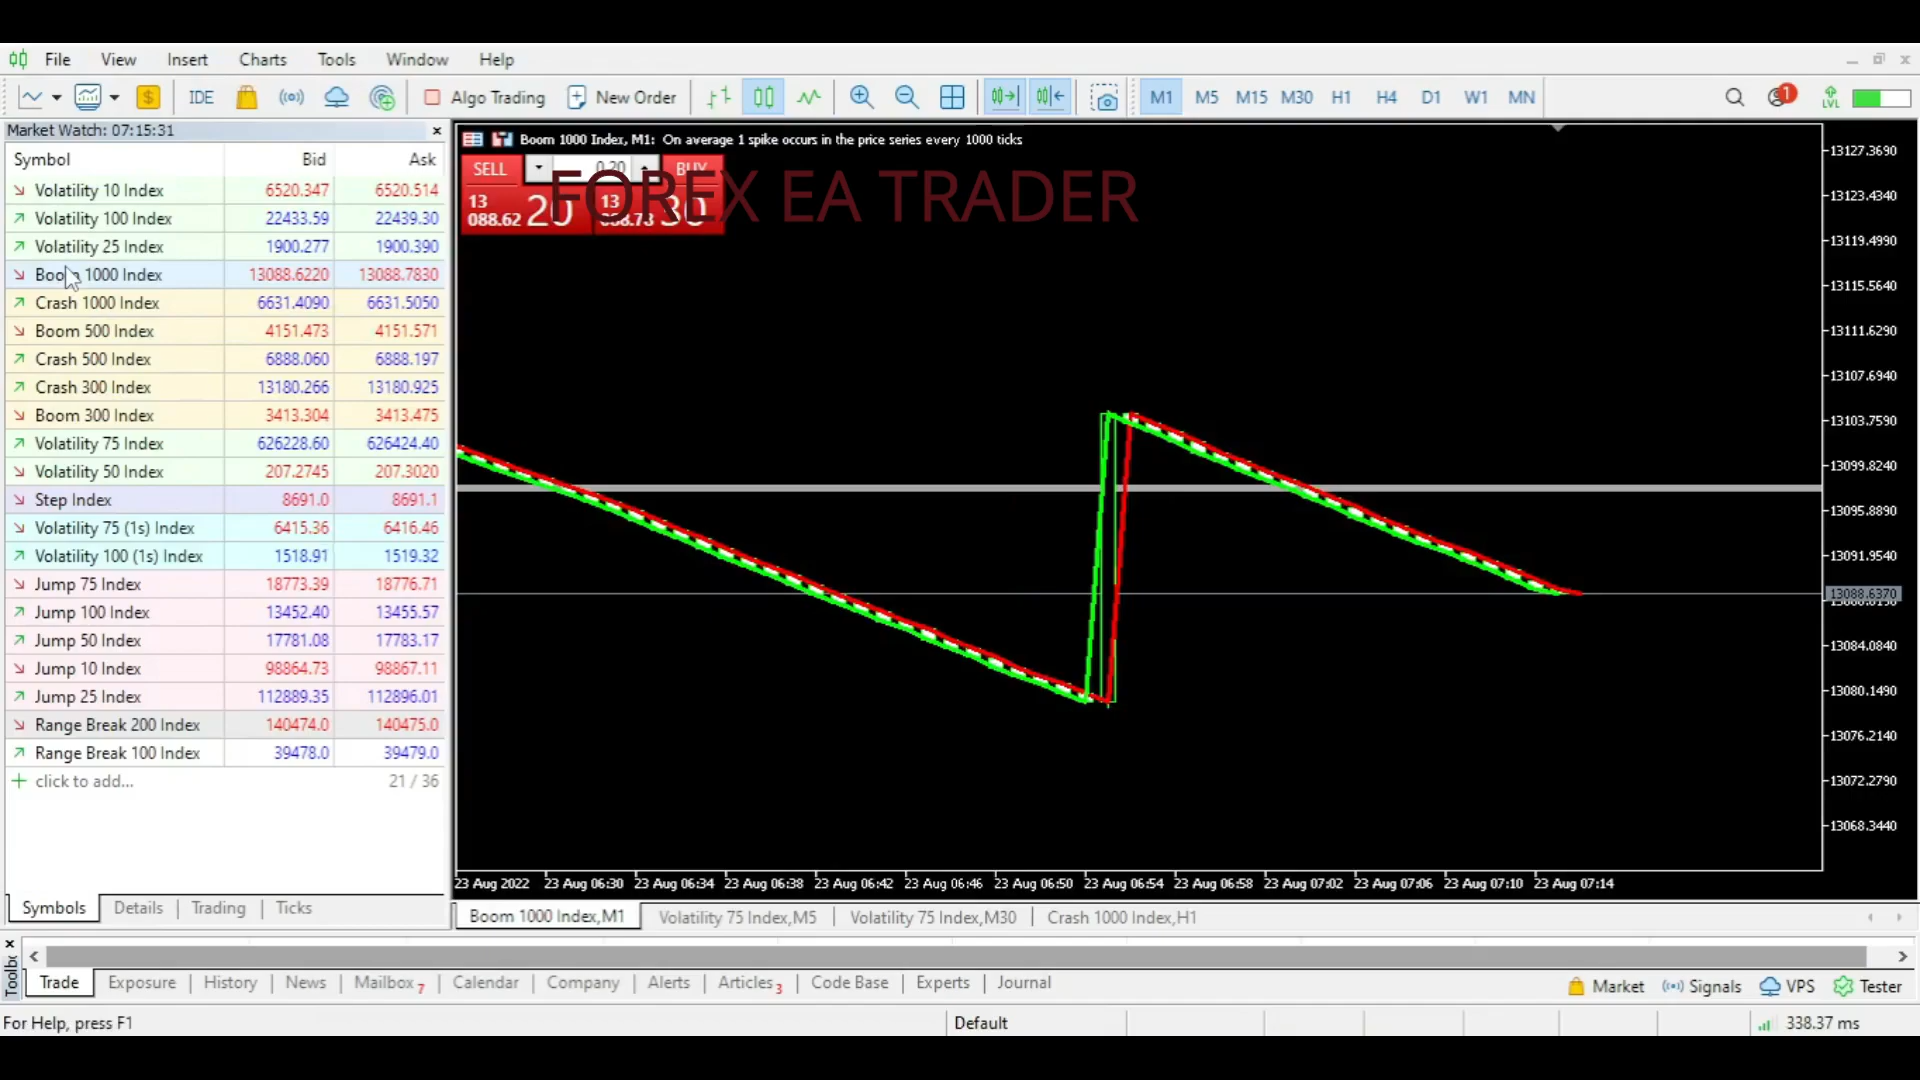 File View Insert Charts Tools Window Help
IDE Algo Trading New Order M1 M5 M15 M30 H1 H4 D1 W1 MN 1 LVL
Market Watch: 07:15:31
Symbol Bid Ask
Volatility 10 Index 6520.347 6520.514
Volatility 100 Index 22433.59 22439.30
Volatility 25 Index 1900.277 1900.390
Boom 1000 Index 13088.6220 13088.7830
Crash 1000 Index 6631.4090 6631.5050
Boom 500 Index 4151.473 4151.571
Crash 500 Index 6888.060 6888.197
Crash 300 Index 13180.266 13180.925
Boom 300 Index 3413.304 3413.475
Volatility 75 Index 626228.60 626424.40
Volatility 50 Index 207.2745 207.3020
Step Index 8691.0 8691.1
Volatility 75 (1s) Index 6415.36 6416.46
Volatility 100 (1s) Index 1518.91 1519.32
Jump 75 Index 18773.39 18776.71
Jump 100 Index 13452.40 13455.57
Jump 50 Index 17781.08 17783.17
Jump 10 Index 98864.73 98867.11
Jump 25 Index 112889.35 112896.01
Range Break 200 Index 140474.0 140475.0
Range Break 100 Index 39478.0 39479.0
click to add... 21 / 36
Symbols Details Trading Ticks
Boom 1000 Index, M1: On average 1 spike occurs in the price series every 1000 ticks
SELL 0.20 BUY
13 088.62 20 13
FOREX EA TRADER
13127.3690
13123.4340
13119.4990
13115.5640
13111.6290
13107.6940
13103.7590
13099.8240
13095.8890
13091.9540
13088.6370
13084.0840
13080.1490
13076.2140
13072.2790
13068.3440
23 Aug 2022 23 Aug 06:30 23 Aug 06:34 23 Aug 06:38 23 Aug 06:42 23 Aug 06:46 23 Aug 06:50 23 Aug 06:54 23 Aug 06:58 23 Aug 07:02 23 Aug 07:06 23 Aug 07:10 23 Aug 07:14
Boom 1000 Index,M1 Volatility 75 Index,M5 Volatility 75 Index,M30 Crash 1000 Index,H1
Trade Exposure History News Mailbox 7 Calendar Company Alerts Articles 3 Code Base Experts Journal
Market Signals VPS Tester
For Help, press F1 Default 338.37 ms